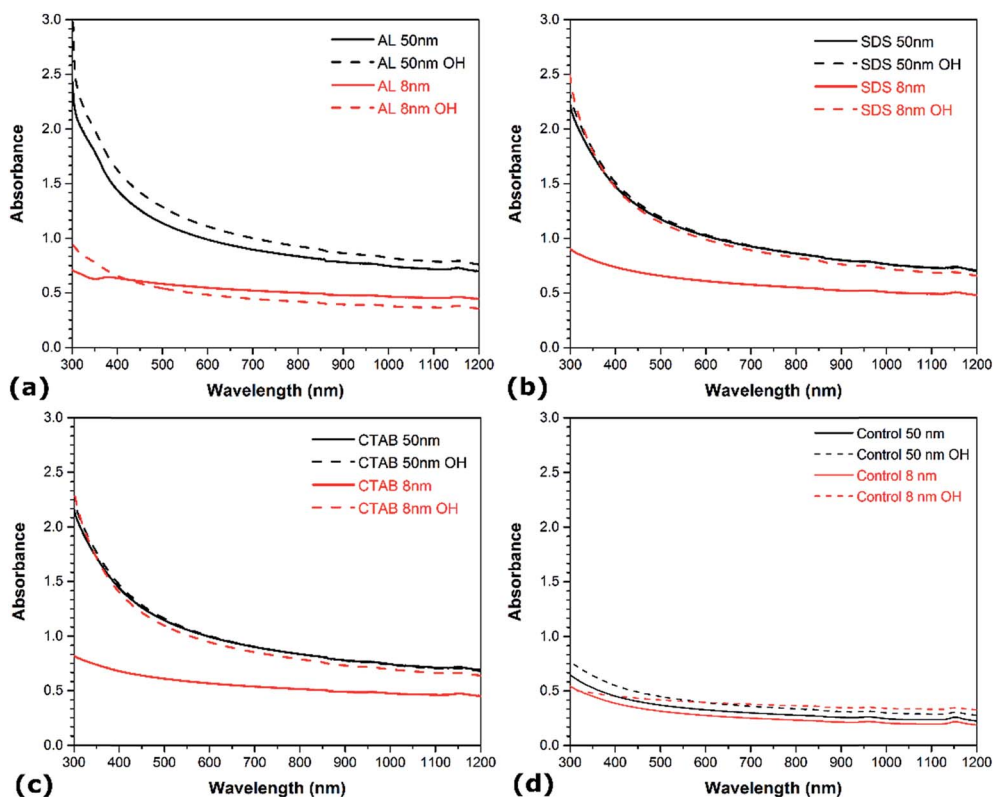 3.0
2.5
2.0
1.5
1.0
0.5
0.0
Absorbance
AL 50nm
AL 50nm OH
AL 8nm
AL 8nm OH
300 400 500 600 700 800 900 1000 1100 1200
Wavelength (nm)
(a)
3.0
2.5
2.0
1.5
1.0
0.5
0.0
Absorbance
SDS 50nm
SDS 50nm OH
SDS 8nm
SDS 8nm OH
300 400 500 600 700 800 900 1000 1100 1200
Wavelength (nm)
(b)
3.0
2.5
2.0
1.5
1.0
0.5
0.0
Absorbance
CTAB 50nm
CTAB 50nm OH
CTAB 8nm
CTAB 8nm OH
300 400 500 600 700 800 900 1000 1100 1200
Wavelength (nm)
(c)
3.0
2.5
2.0
1.5
1.0
0.5
0.0
Absorbance
Control 50 nm
Control 50 nm OH
Control 8 nm
Control 8 nm OH
300 400 500 600 700 800 900 1000 1100 1200
Wavelength (nm)
(d)